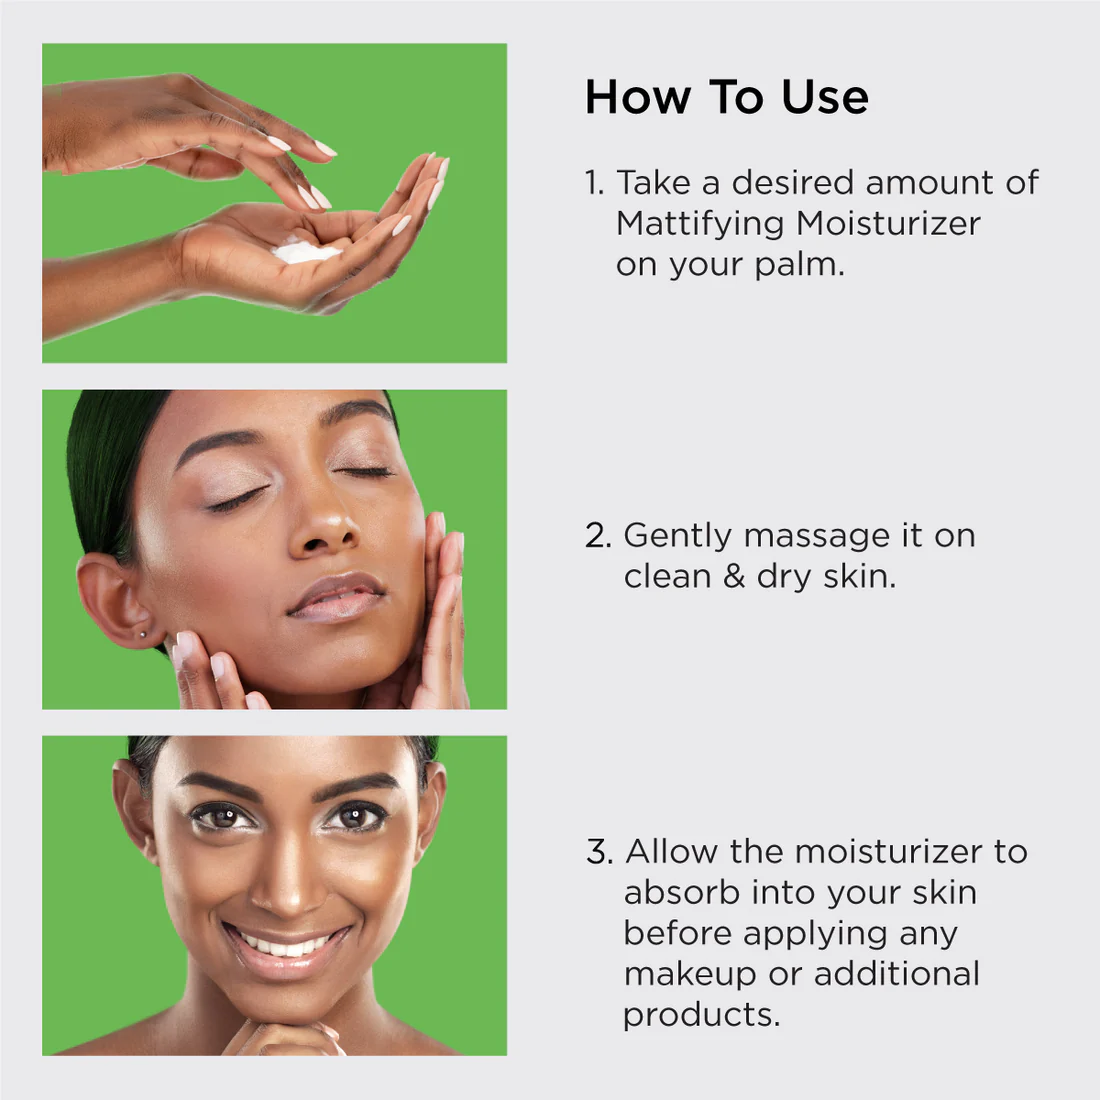 How To Use
1. Take a desired amount of
Mattifying Moisturizer
on your palm.
2. Gently massage it on
clean & dry skin.
3. Allow the moisturizer to
absorb into your skin
before applying any
makeup or additional
products.